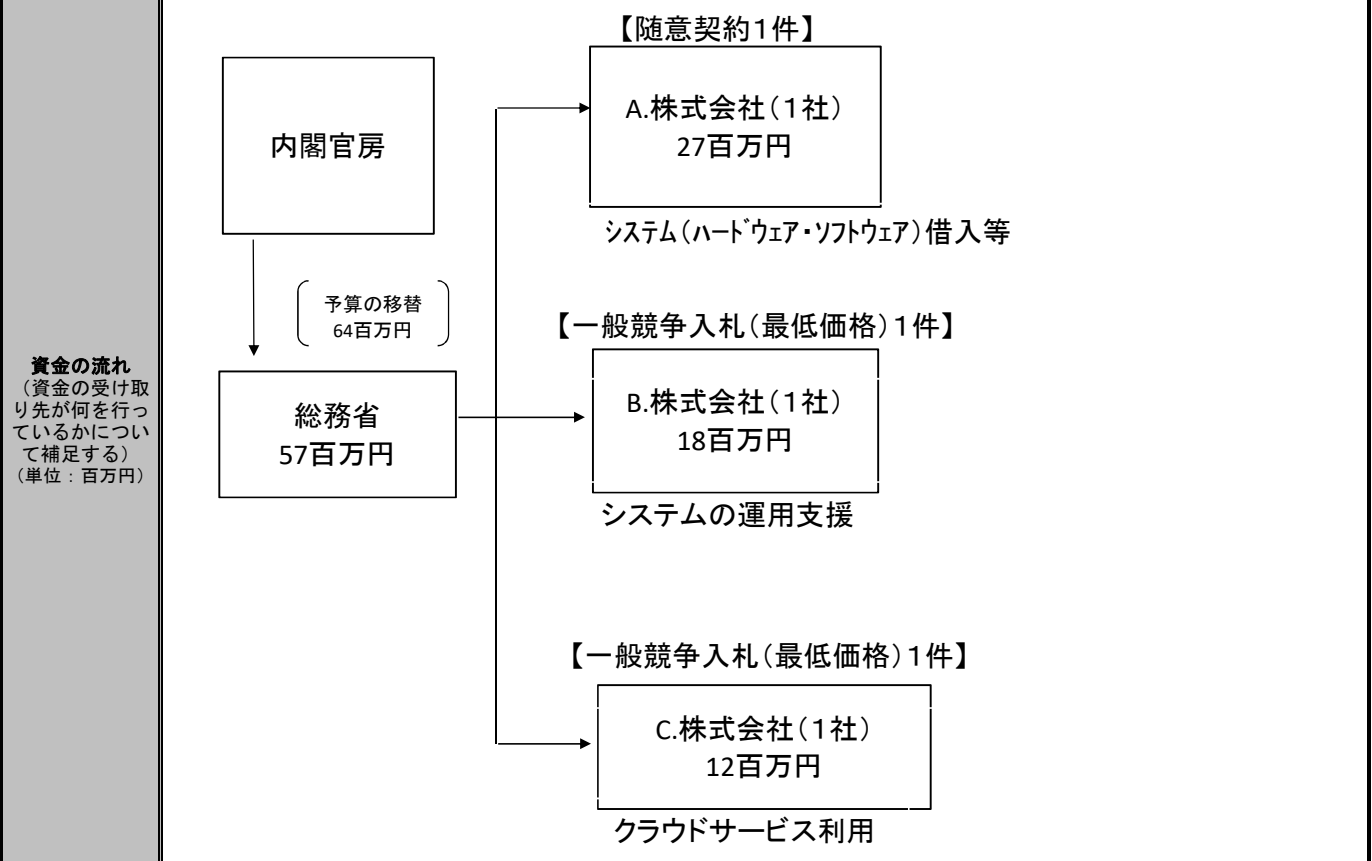 資金の流れ
（資金の受け取
り先が何を行っ
ているかについ
て補足する）
（単位：百万円）
内閣官房
予算の移替
64百万円
総務省
57百万円
【随意契約１件】
A.株式会社（１社）
27百万円
ｼｽﾃﾑ（ﾊｰﾄﾞｳｪｱ・ｿﾌﾄｳｪｱ）借入等
【一般競争入札（最低価格）１件】
B.株式会社（１社）
18百万円
システムの運用支援
【一般競争入札（最低価格）１件】
C.株式会社（１社）
12百万円
クラウドサービス利用